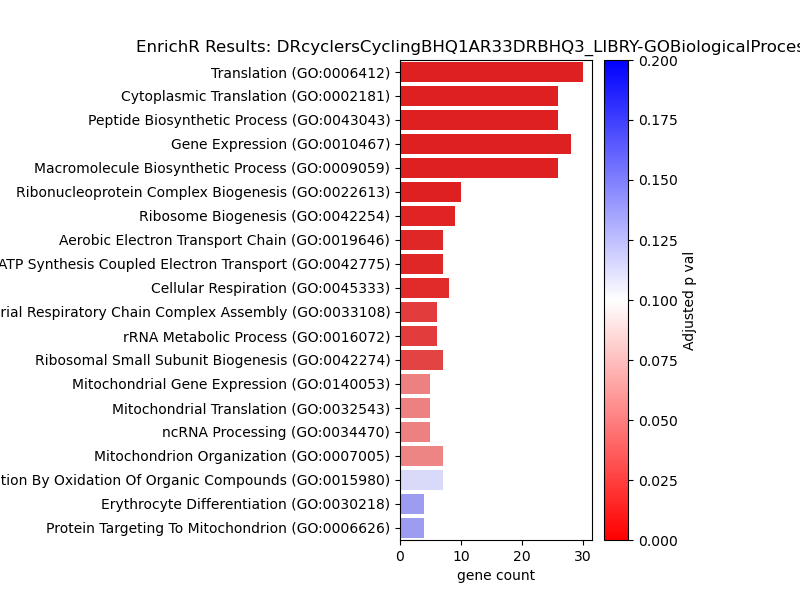 EnrichR Results: DRcyclersCyclingBHQ1AR33DRBHQ3_LIBRY-GOBiologicalProces
Translation (GO:0006412)
Cytoplasmic Translation (GO:0002181)
Peptide Biosynthetic Process (GO:0043043)
Gene Expression (GO:0010467)
Macromolecule Biosynthetic Process (GO:0009059)
Ribonucleoprotein Complex Biogenesis (GO:0022613)
Ribosome Biogenesis (GO:0042254)
Aerobic Electron Transport Chain (GO:0019646)
ATP Synthesis Coupled Electron Transport (GO:0042775)
Cellular Respiration (GO:0045333)
rial Respiratory Chain Complex Assembly (GO:0033108)
rRNA Metabolic Process (GO:0016072)
Ribosomal Small Subunit Biogenesis (GO:0042274)
Mitochondrial Gene Expression (GO:0140053)
Mitochondrial Translation (GO:0032543)
ncRNA Processing (GO:0034470)
Mitochondrion Organization (GO:0007005)
tion By Oxidation Of Organic Compounds (GO:0015980)
Erythrocyte Differentiation (GO:0030218)
Protein Targeting To Mitochondrion (GO:0006626)
0 10 20 30
gene count
0.200
0.175
0.150
0.125
0.100
0.075
0.050
0.025
0.000
Adjusted p val